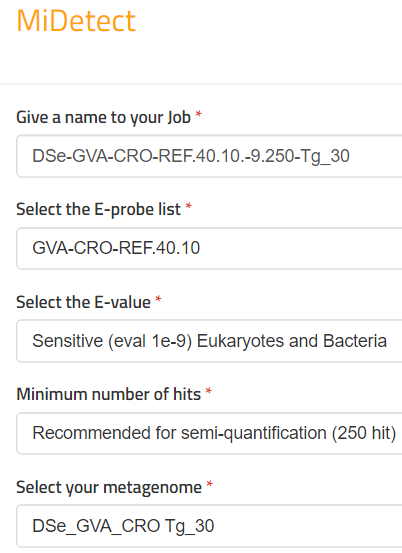 MiDetect
Give a name to your Job *
DSe-GVA-CRO-REF.40.10.-9.250-Tg_30
Select the E-probe list *
GVA-CRO-REF.40.10
Select the E-value *
Sensitive (eval 1e-9) Eukaryotes and Bacteria
Minimum number of hits *
Recommended for semi-quantification (250 hit)
Select your metagenome *
DSe_GVA_CRO Tg_30